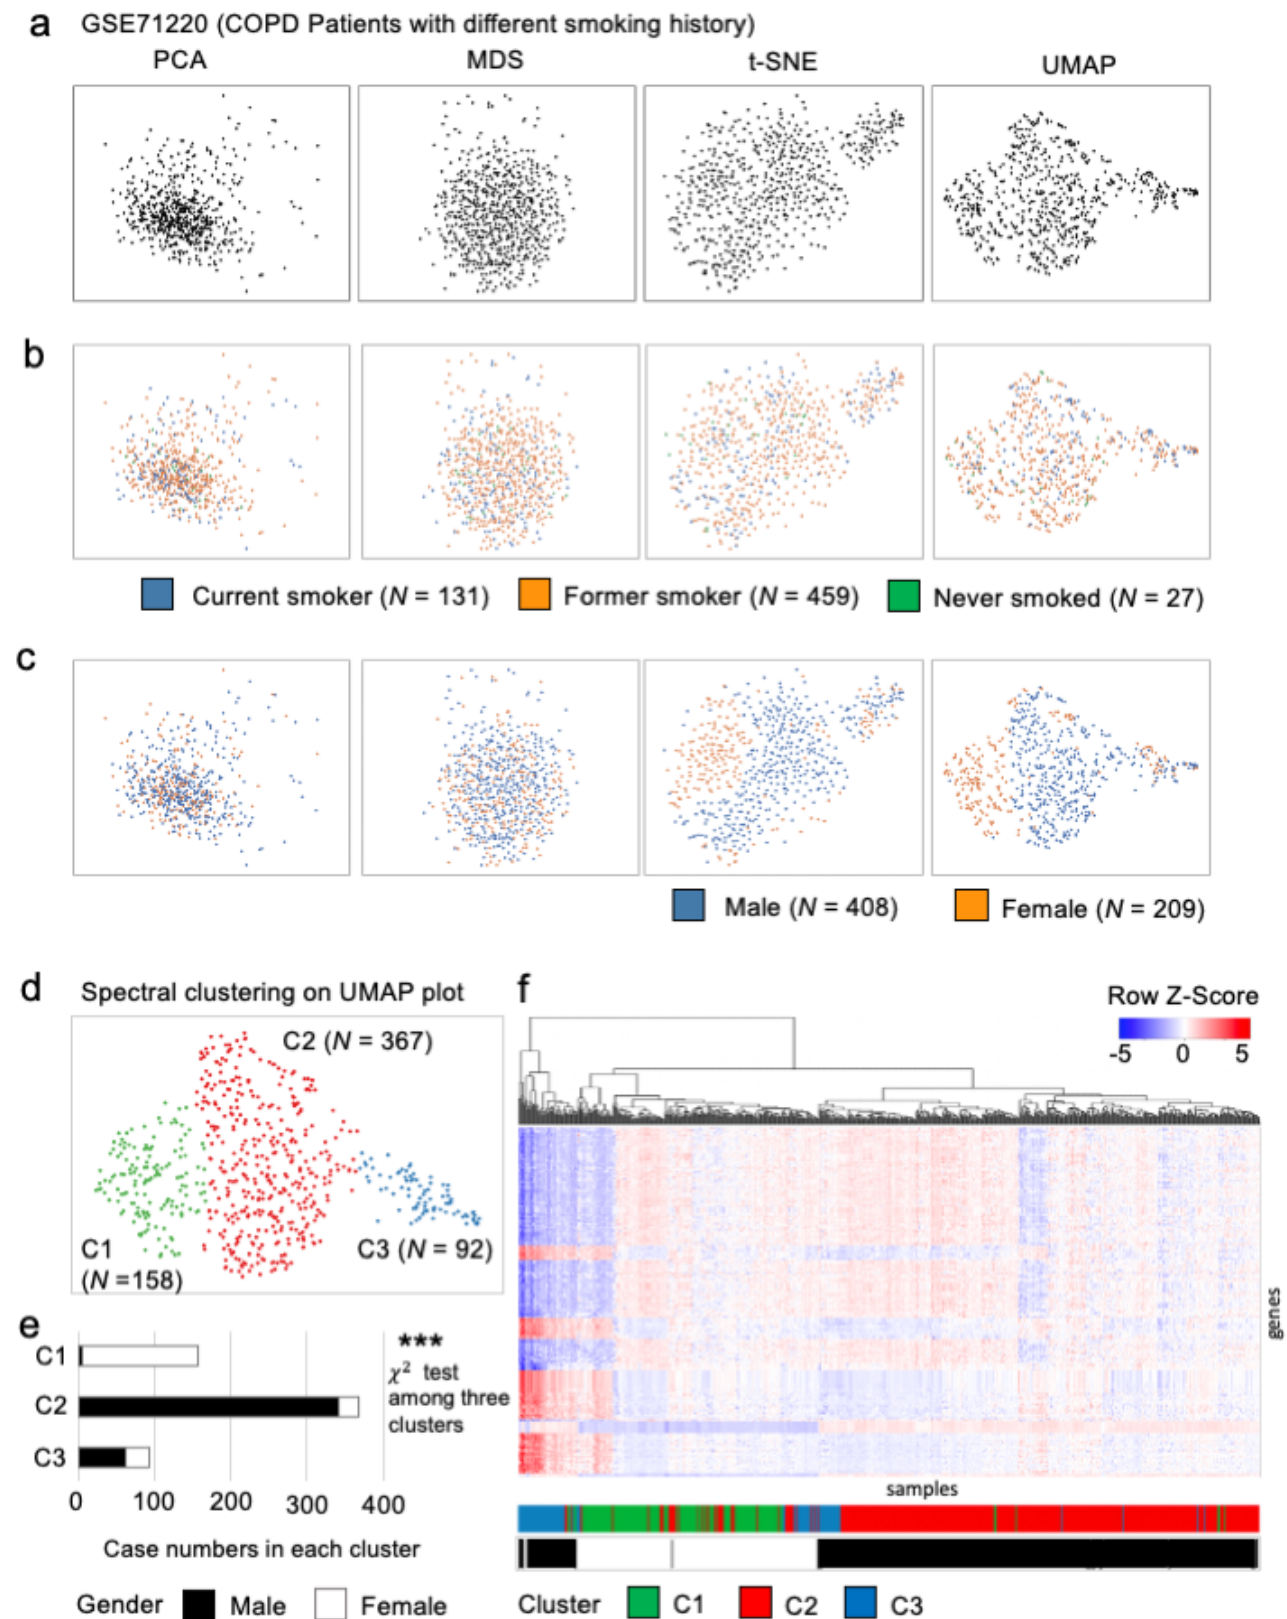 a GSE71220 (COPD Patients with different smoking history)
PCA MDS t-SNE UMAP
b
Current smoker (N = 131) Former smoker (N = 459) Never smoked (N = 27)
c
Male (N = 408) Female (N = 209)
d Spectral clustering on UMAP plot
C2 (N = 367)
C1
(N =158)
C3 (N = 92)
e
C1
C2
C3
***
χ² test
among three
clusters
0 100 200 300 400
Case numbers in each cluster
Gender Male Female
f
Row Z-Score
-5 0 5
genes
samples
Cluster C1 C2 C3